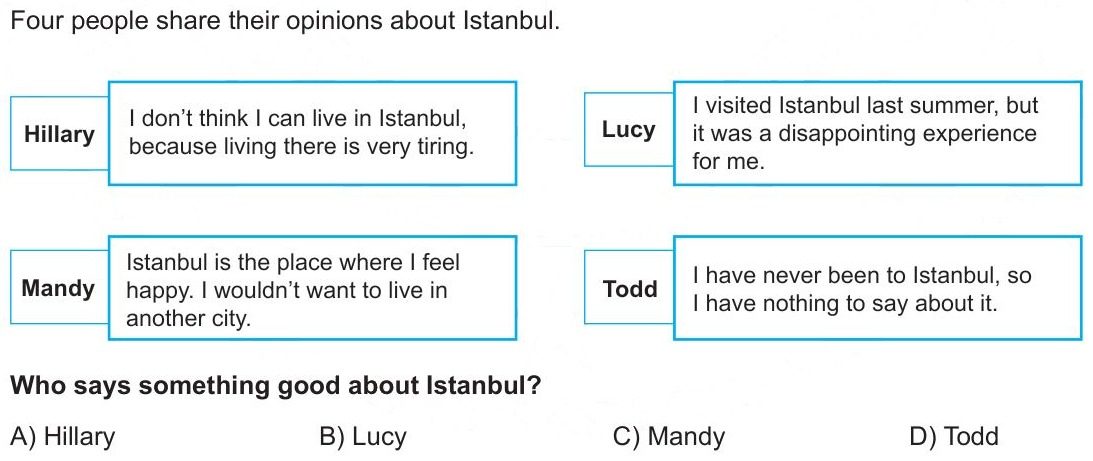 Four people share their opinions about Istanbul.
Hillary
I don't think I can live in Istanbul,
because living there is very tiring.
Lucy
I visited Istanbul last summer, but
it was a disappointing experience
for me.
Mandy
Istanbul is the place where I feel
happy. I wouldn't want to live in
another city.
Todd
I have never been to Istanbul, so
I have nothing to say about it.
Who says something good about Istanbul?
A) Hillary B) Lucy C) Mandy D) Todd